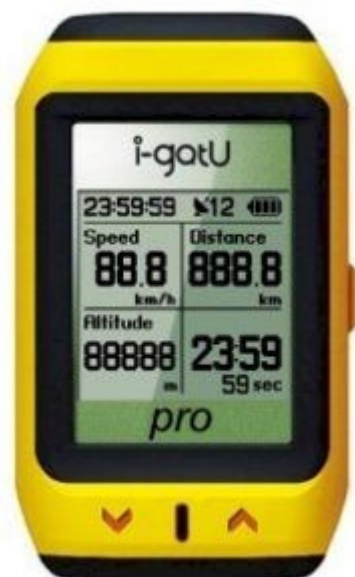 i-gotU
23:59:59 12
Speed Distance
88.8 888.8
km/h km
Altitude
88888 23:59
m 59 sec
pro